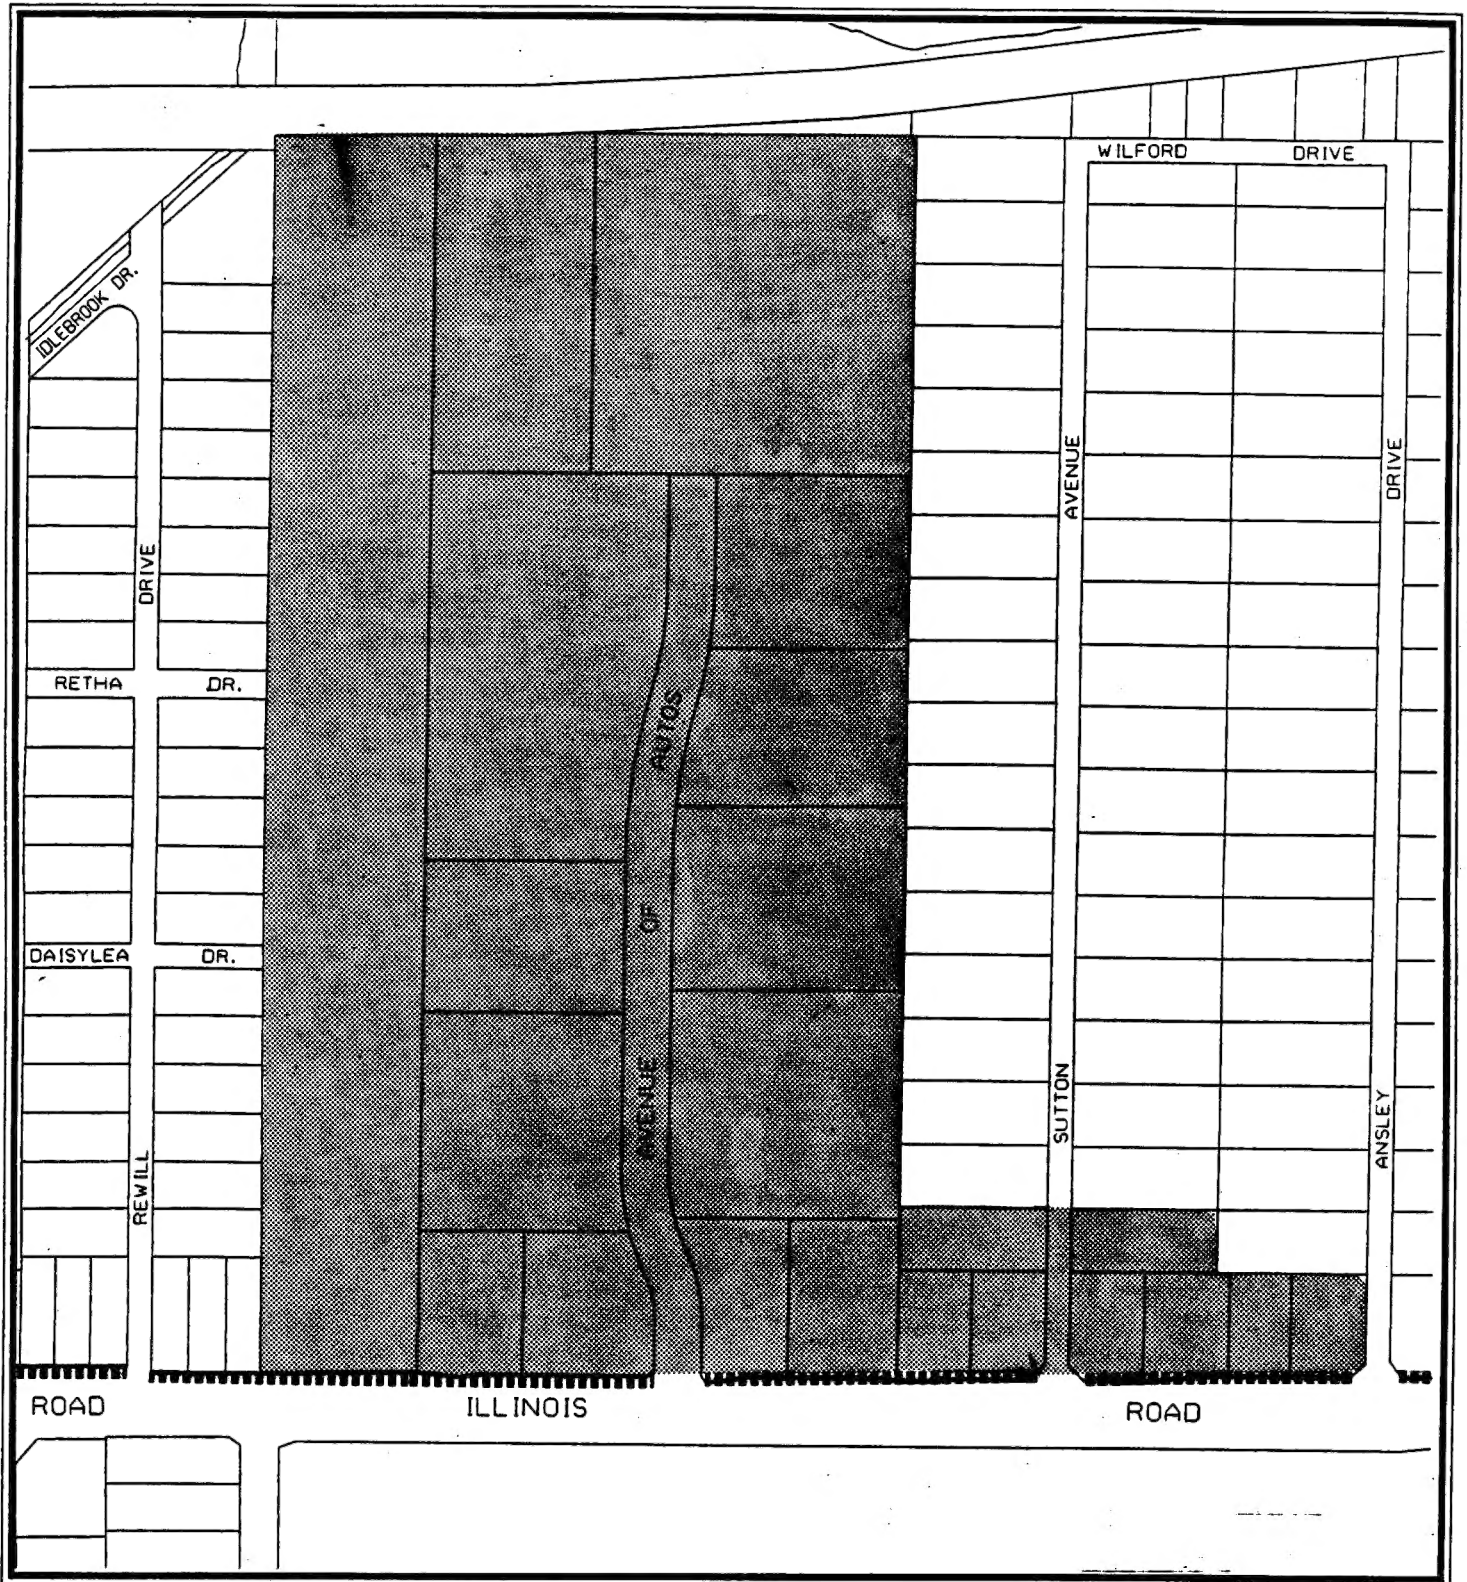 WILFORD DRIVE
IDLEBROOK DR.
AVENUE
DRIVE
DRIVE
RETHA DR.
AUTOS
OF
DAISYLEA DR.
AVENUE
SUTTON
ANSLEY
REWILL
ROAD ILLINOIS ROAD